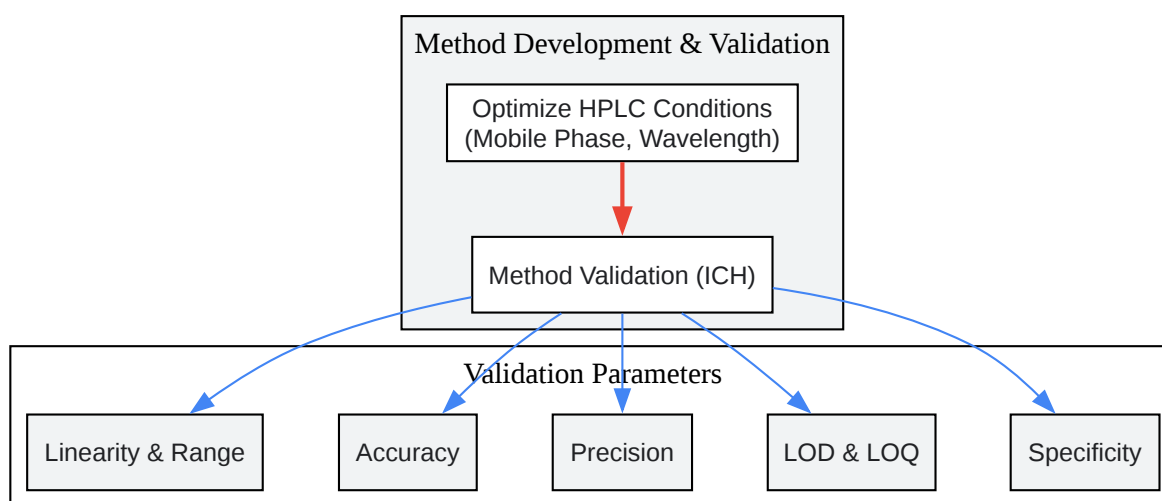 Method Development & Validation
Optimize HPLC Conditions
(Mobile Phase, Wavelength)
Method Validation (ICH)
Validation Parameters
Linearity & Range
Accuracy
Precision
LOD & LOQ
Specificity